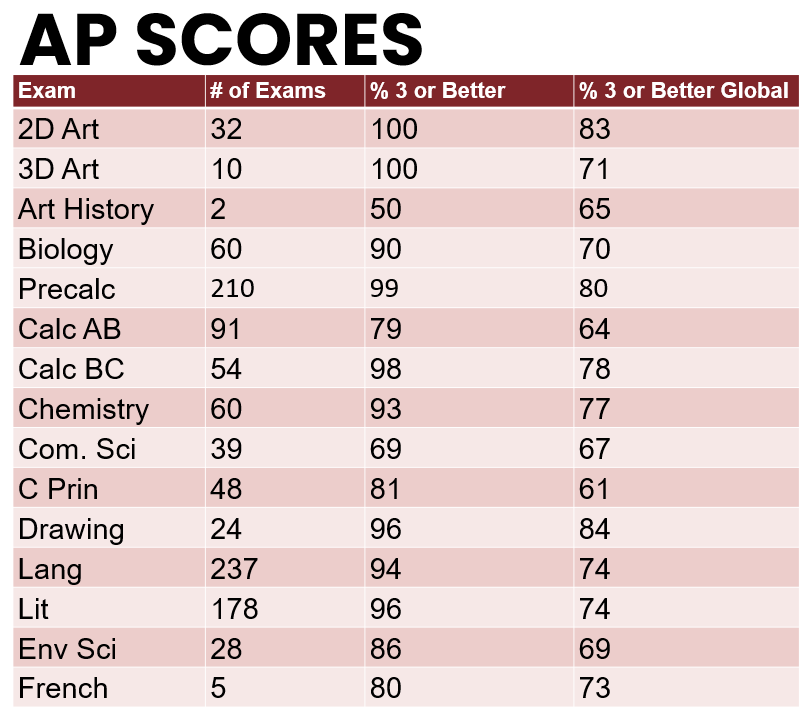 AP SCORES
Exam # of Exams % 3 or Better % 3 or Better Global
2D Art 32 100 83
3D Art 10 100 71
Art History 2 50 65
Biology 60 90 70
Precalc 210 99 80
Calc AB 91 79 64
Calc BC 54 98 78
Chemistry 60 93 77
Com. Sci 39 69 67
C Prin 48 81 61
Drawing 24 96 84
Lang 237 94 74
Lit 178 96 74
Env Sci 28 86 69
French 5 80 73